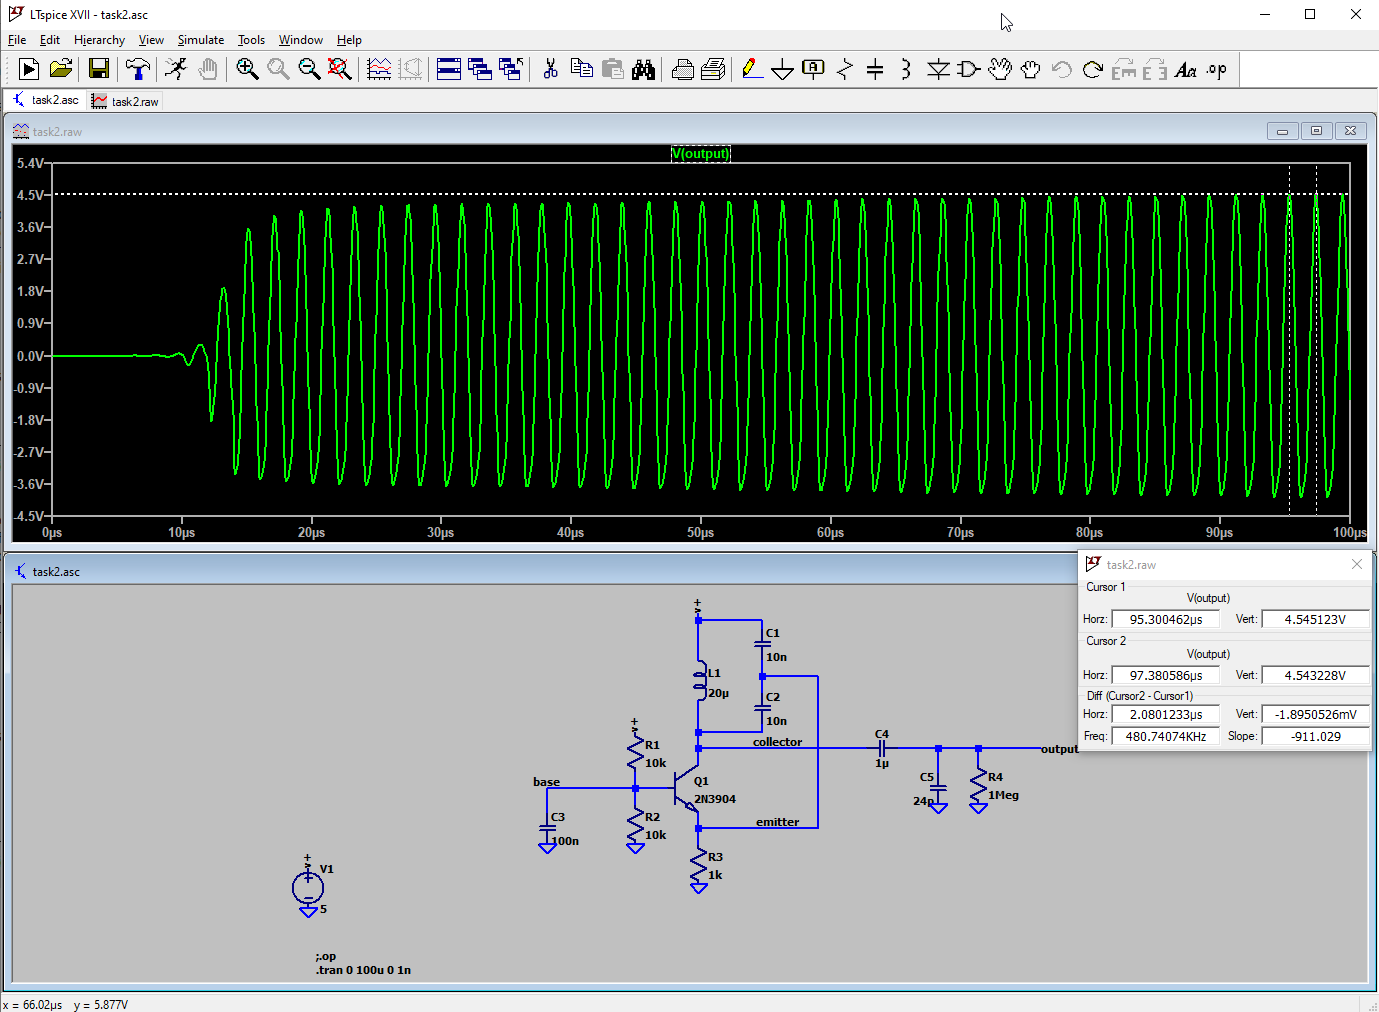 LTspice XVII - task2.asc
File Edit Hierarchy View Simulate Tools Window Help
.op
task2.asc task2.raw
task2.raw
V(output)
5.4V
4.5V
3.6V
2.7V
1.8V
0.9V
0.0V
-0.9V
-1.8V
-2.7V
-3.6V
-4.5V
0µs 10µs 20µs 30µs 40µs 50µs 60µs 70µs 80µs 90µs 100µs
task2.asc
task2.raw
Cursor 1
V(output)
Horz: 95.300462µs Vert: 4.545123V
Cursor 2
V(output)
Horz: 97.380586µs Vert: 4.543228V
Diff (Cursor2 - Cursor1)
Horz: 2.0801233µs Vert: -1.8950526mV
Freq: 480.74074KHz Slope: -911.029
C1
10n
L1
20µ
C2
10n
R1
10k
collector
C4
1µ
output
base
Q1
2N3904
C5
24p
R4
1Meg
C3
100n
R2
10k
emitter
R3
1k
V1
5
;.op
.tran 0 100u 0 1n
x = 66.02µs y = 5.877V